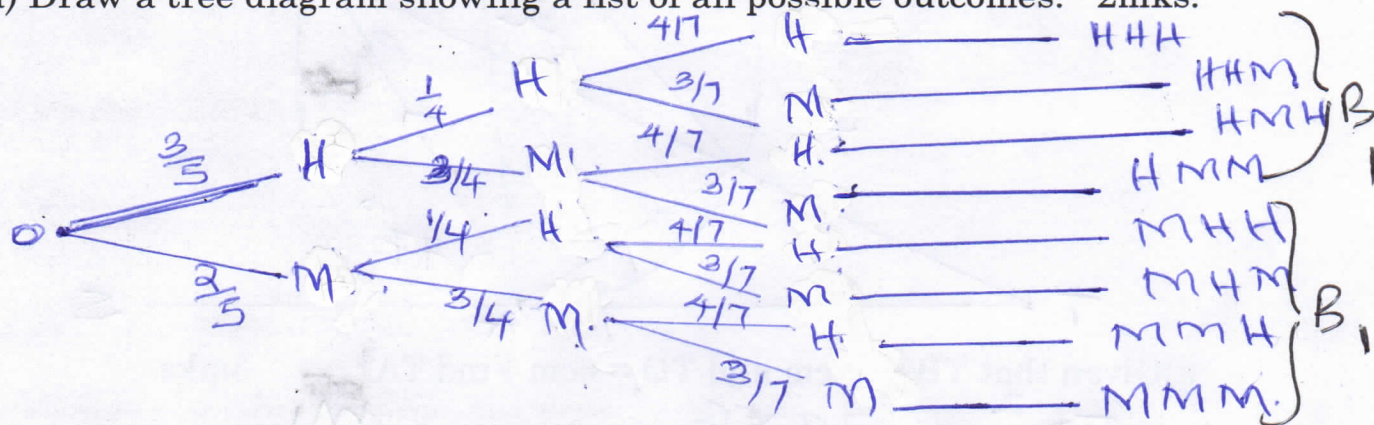 Draw a tree diagram showing a list of all possible outcomes. 2mks.
4/7 H HHH
1/4 H 3/7 M HHM
3/5 H 4/7 H. HMH B1
3/4 M 3/7 M HMM
O 1/4 H 4/7 H MHH
2/5 M 3/7 M MHM
3/4 M. 4/7 H MMH B1
3/7 M MMM.